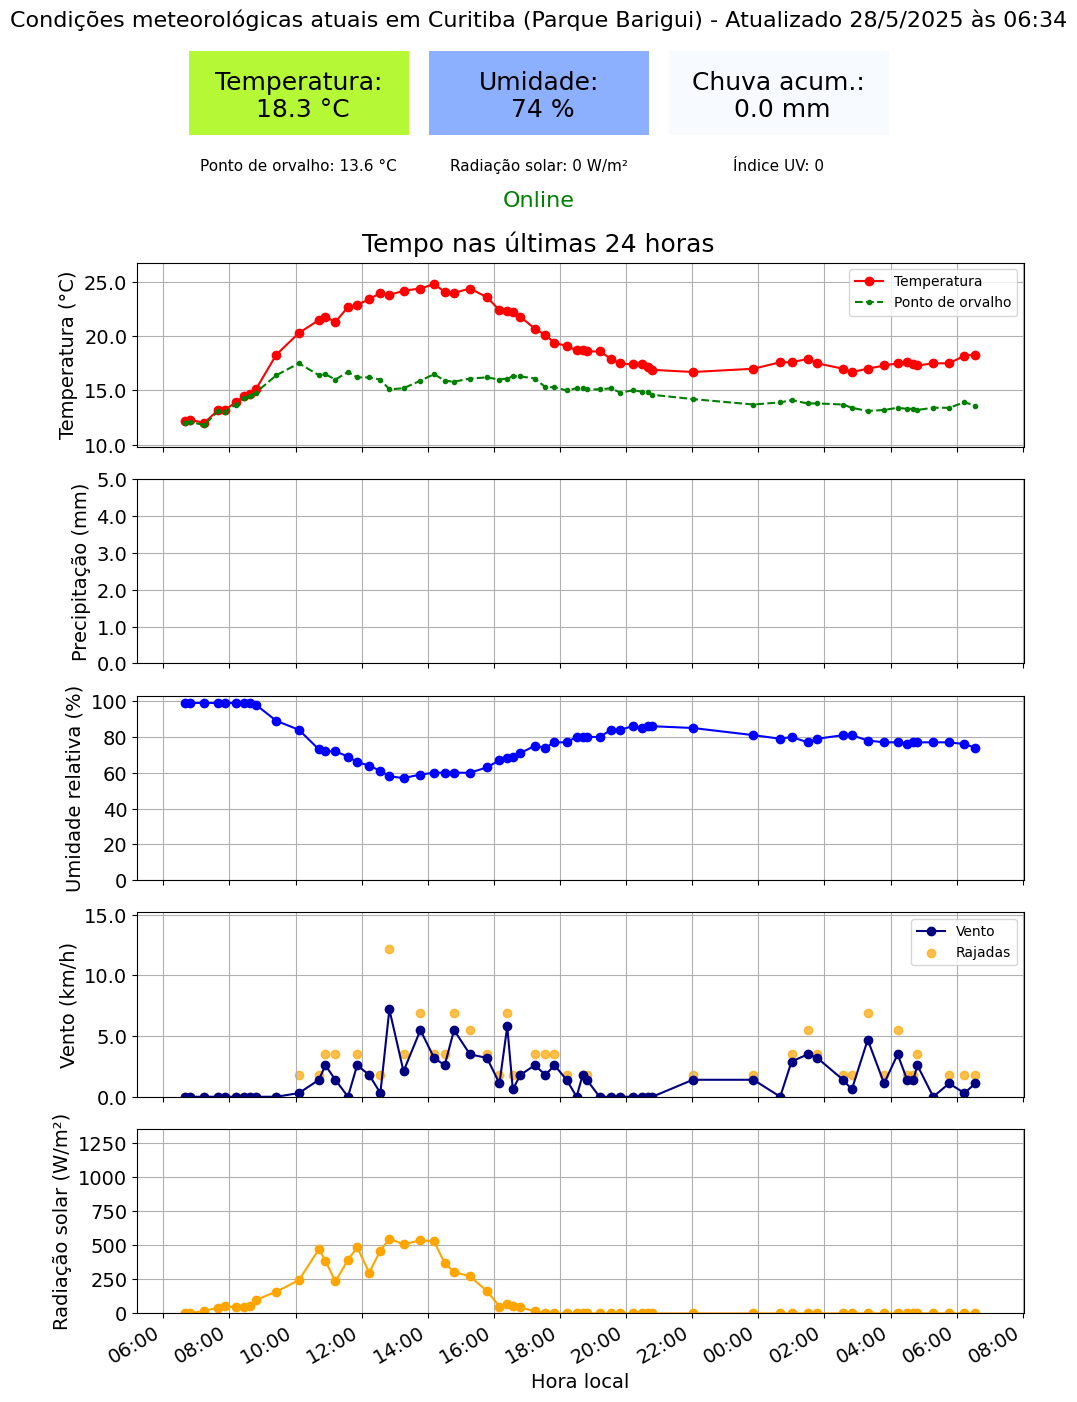 Condições meteorológicas atuais em Curitiba (Parque Barigui) - Atualizado 28/5/2025 às 06:34
Temperatura:
18.3 °C
Umidade:
74 %
Chuva acum.:
0.0 mm
Ponto de orvalho: 13.6 °C
Radiação solar: 0 W/m²
Índice UV: 0
Online
Tempo nas últimas 24 horas
Temperatura (°C)
25.0
20.0
15.0
10.0
Temperatura
Ponto de orvalho
Precipitação (mm)
5.0
4.0
3.0
2.0
1.0
0.0
Umidade relativa (%)
100
80
60
40
20
0
Vento (km/h)
15.0
10.0
5.0
0.0
Vento
Rajadas
Radiação solar (W/m²)
1250
1000
750
500
250
0
06:00
08:00
10:00
12:00
14:00
16:00
18:00
20:00
22:00
00:00
02:00
04:00
06:00
08:00
Hora local